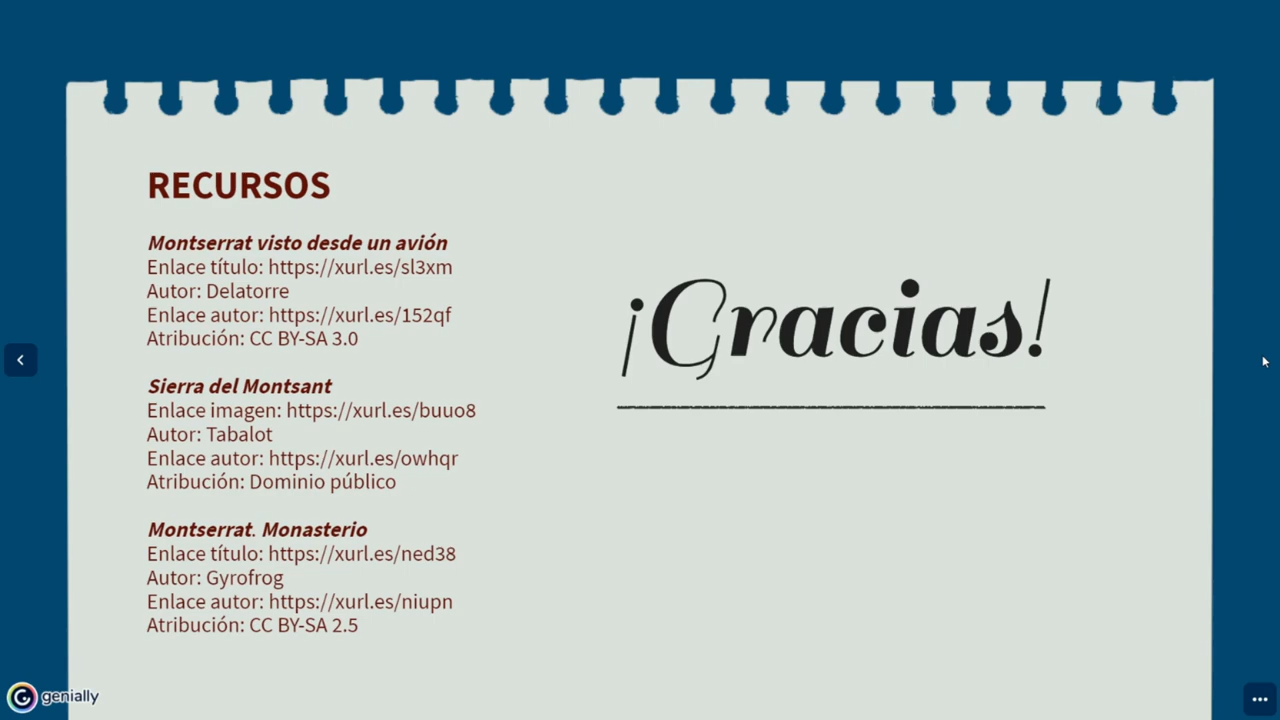 RECURSOS
Montserrat visto desde un avión
Enlace título: https://xurl.es/sl3xm
Autor: Delatorre
Enlace autor: https://xurl.es/152qf
Atribución: CC BY-SA 3.0
Sierra del Montsant
Enlace imagen: https://xurl.es/buuo8
Autor: Tabalot
Enlace autor: https://xurl.es/owhqr
Atribución: Dominio público
Montserrat. Monasterio
Enlace título: https://xurl.es/ned38
Autor: Gyrofrog
Enlace autor: https://xurl.es/niupn
Atribución: CC BY-SA 2.5
¡Gracias!
genially